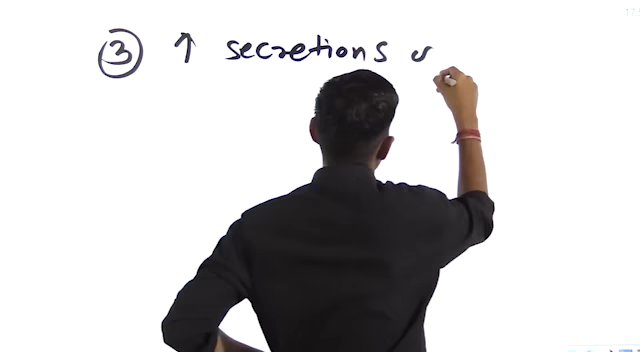 ③ ↑ secretions